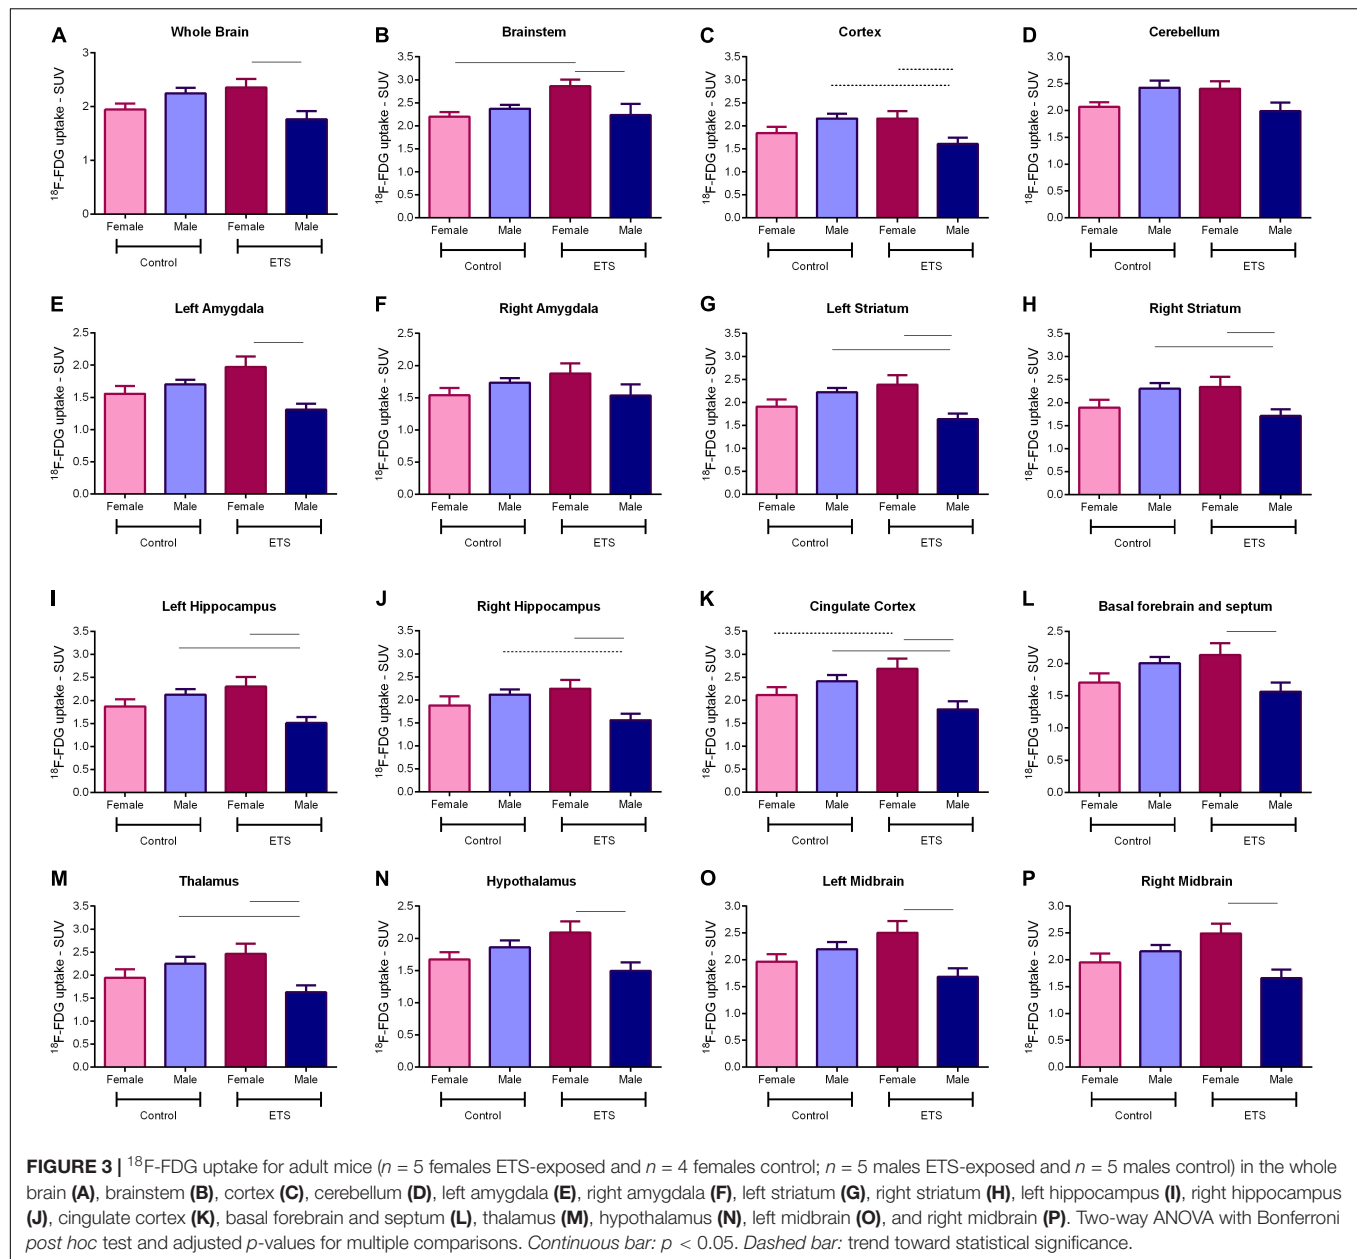 A Whole Brain
18F-FDG uptake - SUV
3
2
1
0
Female Male Female Male
Control ETS
B Brainstem
18F-FDG uptake - SUV
3.5
3.0
2.5
2.0
1.5
1.0
0.5
0.0
Female Male Female Male
Control ETS
C Cortex
18F-FDG uptake - SUV
3.5
3.0
2.5
2.0
1.5
1.0
0.5
0.0
Female Male Female Male
Control ETS
D Cerebellum
18F-FDG uptake - SUV
3.0
2.5
2.0
1.5
1.0
0.5
0.0
Female Male Female Male
Control ETS
E Left Amygdala
18F-FDG uptake - SUV
2.5
2.0
1.5
1.0
0.5
0.0
Female Male Female Male
Control ETS
F Right Amygdala
18F-FDG uptake - SUV
2.5
2.0
1.5
1.0
0.5
0.0
Female Male Female Male
Control ETS
G Left Striatum
18F-FDG uptake - SUV
3.5
3.0
2.5
2.0
1.5
1.0
0.5
0.0
Female Male Female Male
Control ETS
H Right Striatum
18F-FDG uptake - SUV
3.5
3.0
2.5
2.0
1.5
1.0
0.5
0.0
Female Male Female Male
Control ETS
I Left Hippocampus
18F-FDG uptake - SUV
3.5
3.0
2.5
2.0
1.5
1.0
0.5
0.0
Female Male Female Male
Control ETS
J Right Hippocampus
18F-FDG uptake - SUV
3.5
3.0
2.5
2.0
1.5
1.0
0.5
0.0
Female Male Female Male
Control ETS
K Cingulate Cortex
18F-FDG uptake - SUV
3.5
3.0
2.5
2.0
1.5
1.0
0.5
0.0
Female Male Female Male
Control ETS
L Basal forebrain and septum
18F-FDG uptake - SUV
2.5
2.0
1.5
1.0
0.5
0.0
Female Male Female Male
Control ETS
M Thalamus
18F-FDG uptake - SUV
3.5
3.0
2.5
2.0
1.5
1.0
0.5
0.0
Female Male Female Male
Control ETS
N Hypothalamus
18F-FDG uptake - SUV
2.5
2.0
1.5
1.0
0.5
0.0
Female Male Female Male
Control ETS
O Left Midbrain
18F-FDG uptake - SUV
3.0
2.5
2.0
1.5
1.0
0.5
0.0
Female Male Female Male
Control ETS
P Right Midbrain
18F-FDG uptake - SUV
3.0
2.5
2.0
1.5
1.0
0.5
0.0
Female Male Female Male
Control ETS
FIGURE 3 | 18F-FDG uptake for adult mice (n = 5 females ETS-exposed and n = 4 females control; n = 5 males ETS-exposed and n = 5 males control) in the whole
brain (A), brainstem (B), cortex (C), cerebellum (D), left amygdala (E), right amygdala (F), left striatum (G), right striatum (H), left hippocampus (I), right hippocampus
(J), cingulate cortex (K), basal forebrain and septum (L), thalamus (M), hypothalamus (N), left midbrain (O), and right midbrain (P). Two-way ANOVA with Bonferroni
post hoc test and adjusted p-values for multiple comparisons. Continuous bar: p < 0.05. Dashed bar: trend toward statistical significance.